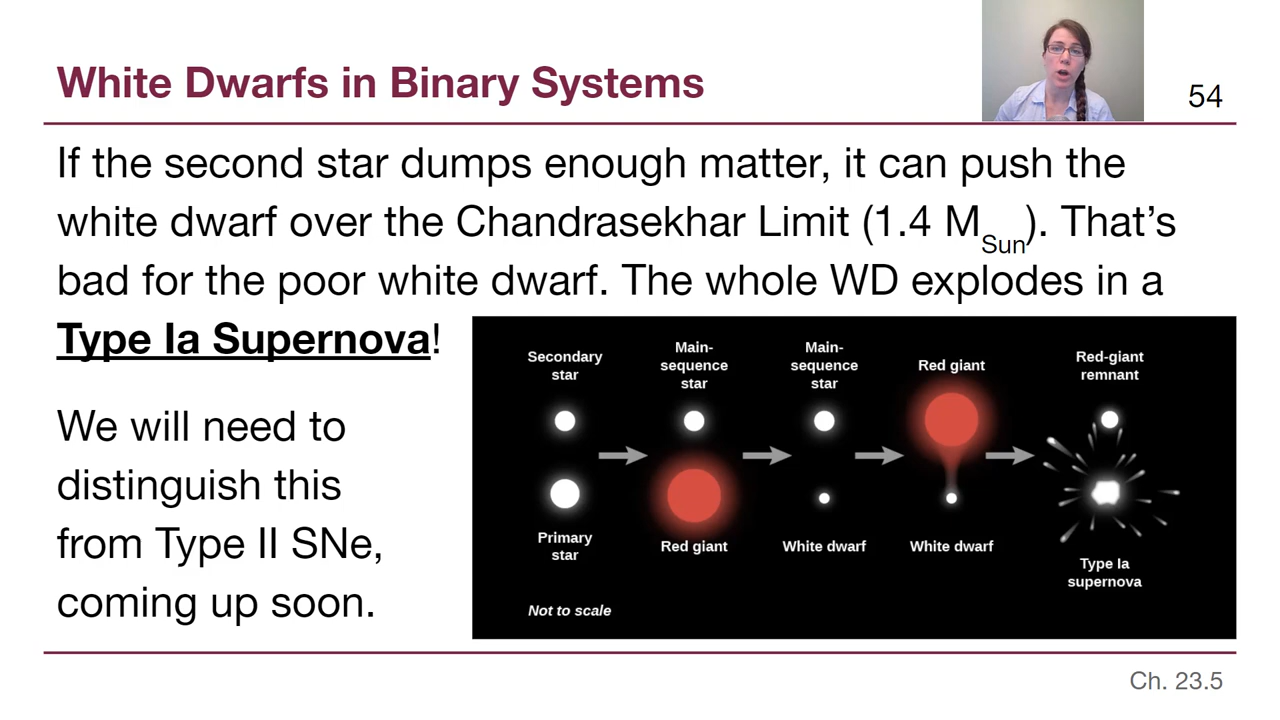 White Dwarfs in Binary Systems
54
If the second star dumps enough matter, it can push the
white dwarf over the Chandrasekhar Limit (1.4 MSun). That's
bad for the poor white dwarf. The whole WD explodes in a
Type Ia Supernova!
We will need to
distinguish this
from Type II SNe,
coming up soon.
Secondary
star
Main-
sequence
star
Main-
sequence
star
Red giant
Red-giant
remnant
Primary
star
Red giant
White dwarf
White dwarf
Type Ia
supernova
Not to scale
Ch. 23.5